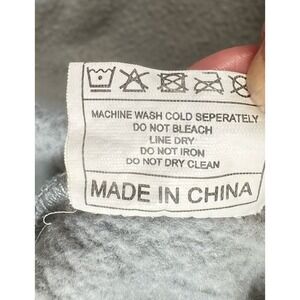 MACHINE WASH COLD SEPERATELY
DO NOT BLEACH
LINE DRY
DO NOT IRON
DO NOT DRY CLEAN
MADE IN CHINA